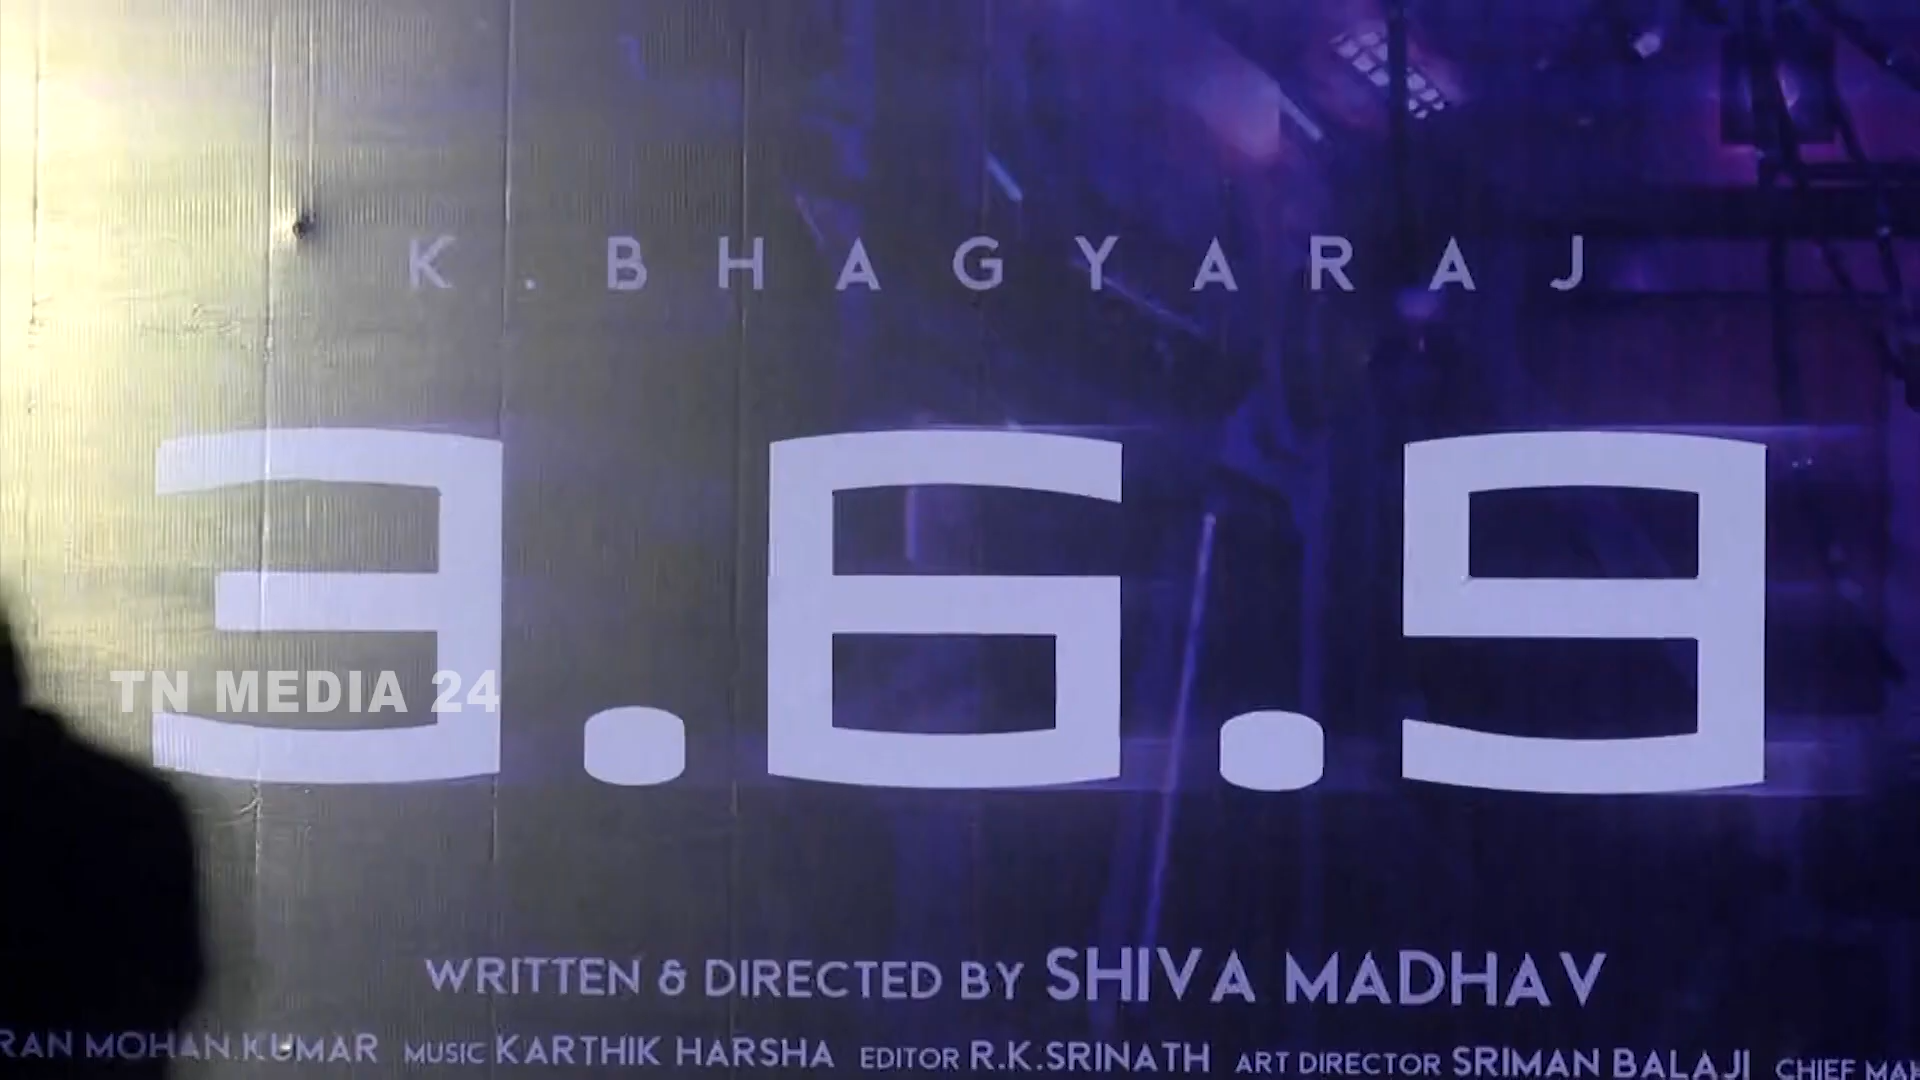 K.BHAGYARAJ
3.6.9
TN MEDIA 24
WRITTEN & DIRECTED BY SHIVA MADHAV
RAN MOHAN.KUMAR MUSIC KARTHIK HARSHA EDITOR R.K.SRINATH ART DIRECTOR SRIMAN BALAJI CHIEF